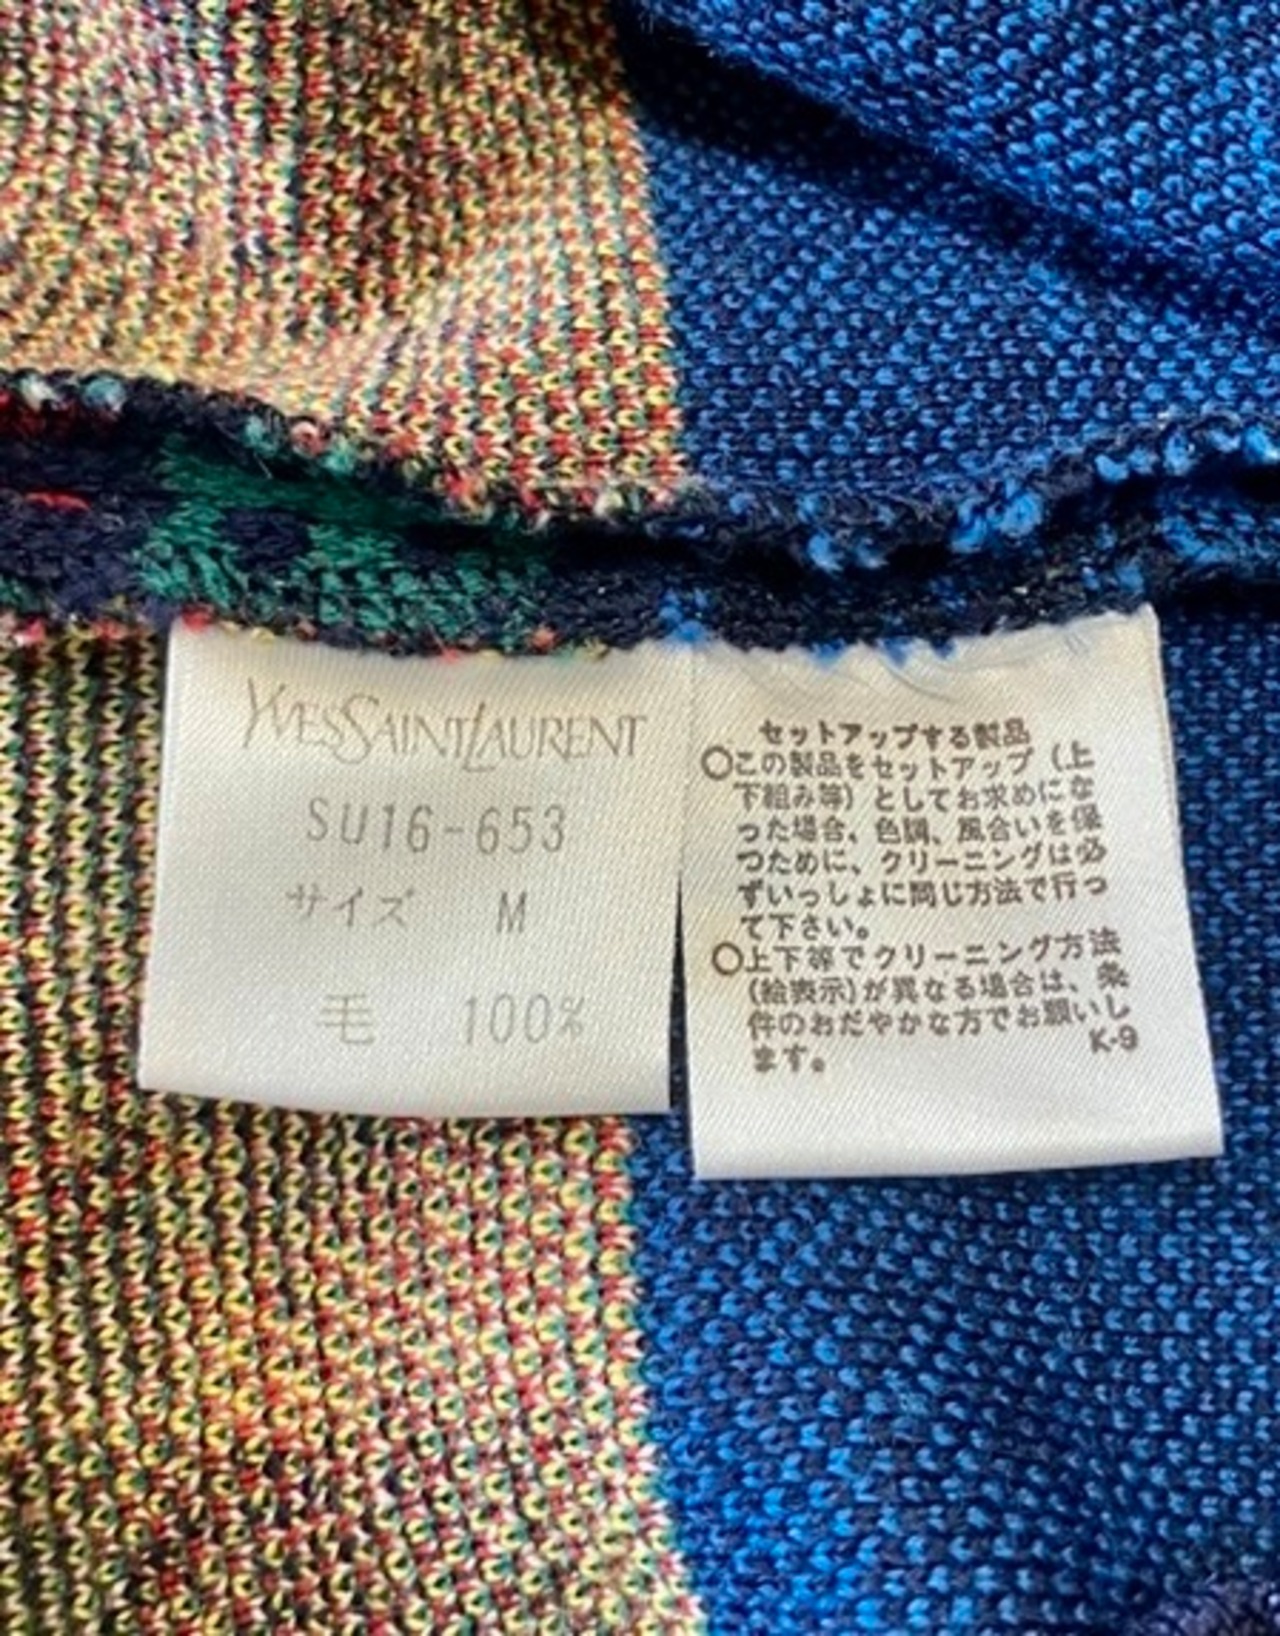 YVESSAINTLAURENT
SU16-653
サイズ M
毛 100%
セットアップする製品
○この製品をセットアップ（上
下組み等）としてお求めにな
った場合、色調、風合いを保
つために、クリーニングは必
ずいっしょに同じ方法で行っ
て下さい。
○上下等でクリーニング方法
（絵表示）が異なる場合は、条
件のおだやかな方でお願いし
ます。 K-9